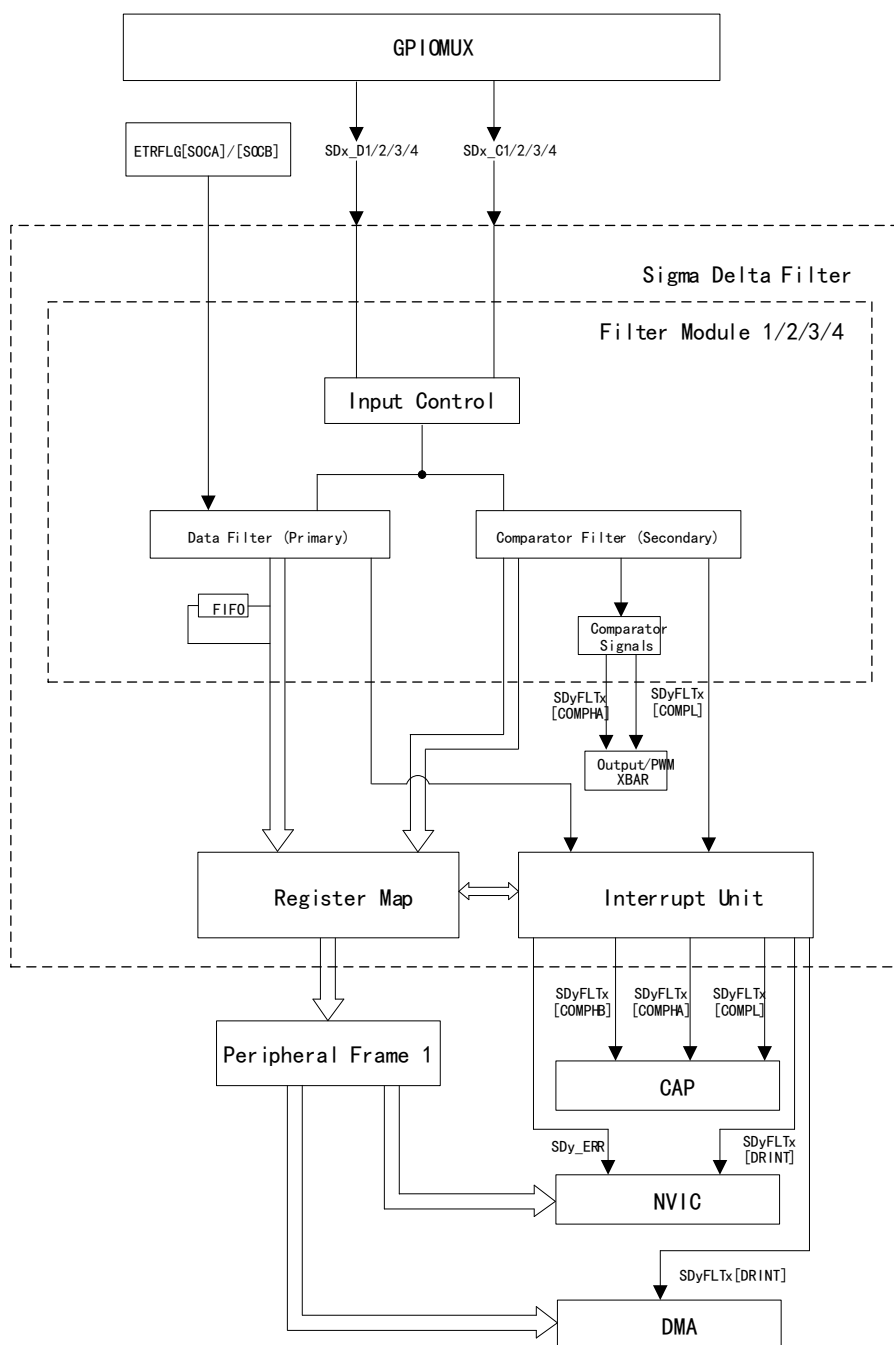 GPIOMUX
ETRFLG[SOCA]/[SOCB]
SDx_D1/2/3/4
SDx_C1/2/3/4
Sigma Delta Filter
Filter Module 1/2/3/4
Input Control
Data Filter (Primary)
Comparator Filter (Secondary)
FIFO
Comparator
Signals
SDyFLTx
[COMPHA]
SDyFLTx
[COMPL]
Output/PWM
XBAR
Register Map
Interrupt Unit
SDyFLTx
[COMPHB]
SDyFLTx
[COMPHA]
SDyFLTx
[COMPL]
Peripheral Frame 1
CAP
SDy_ERR
SDyFLTx
[DRINT]
NVIC
SDyFLTx[DRINT]
DMA